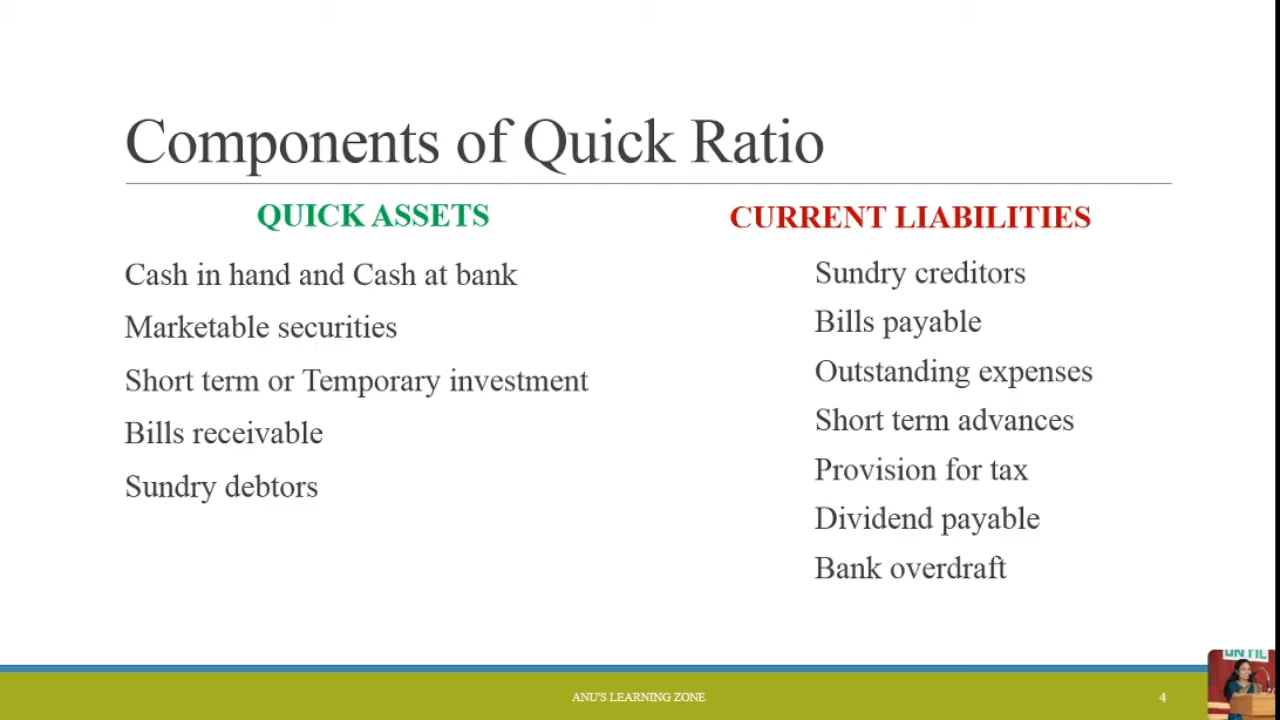 Components of Quick Ratio
QUICK ASSETS
Cash in hand and Cash at bank
Marketable securities
Short term or Temporary investment
Bills receivable
Sundry debtors
CURRENT LIABILITIES
Sundry creditors
Bills payable
Outstanding expenses
Short term advances
Provision for tax
Dividend payable
Bank overdraft
ANU'S LEARNING ZONE
4